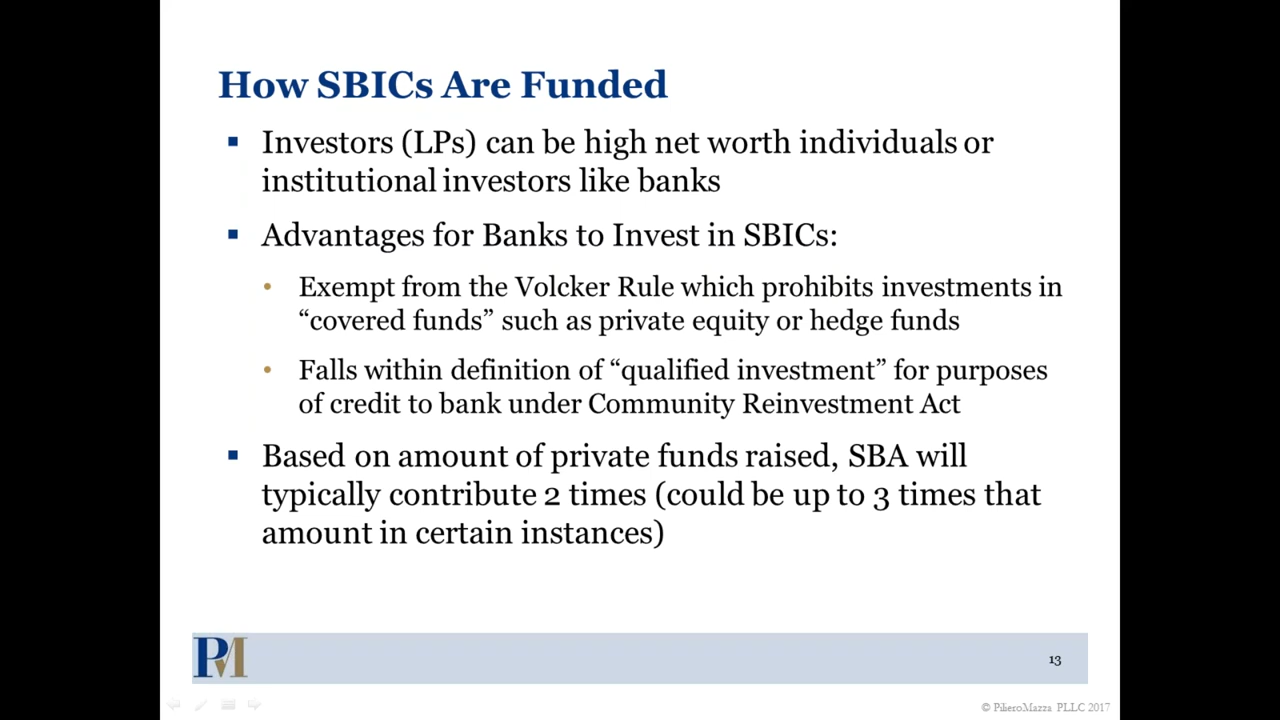 How SBICs Are Funded
▪ Investors (LPs) can be high net worth individuals or
institutional investors like banks
▪ Advantages for Banks to Invest in SBICs:
• Exempt from the Volcker Rule which prohibits investments in
“covered funds” such as private equity or hedge funds
• Falls within definition of “qualified investment” for purposes
of credit to bank under Community Reinvestment Act
▪ Based on amount of private funds raised, SBA will
typically contribute 2 times (could be up to 3 times that
amount in certain instances)
PM
13
© PilieroMazza PLLC 2017